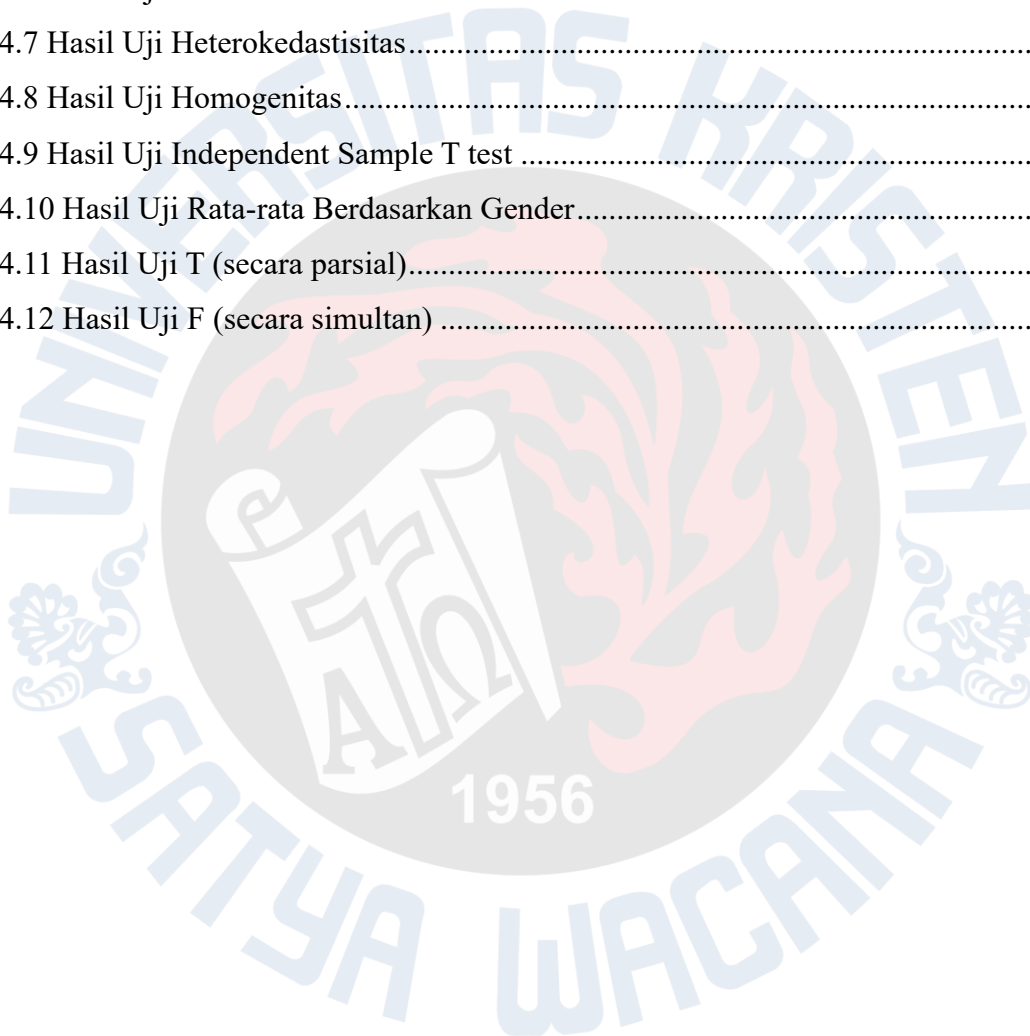 4.7 Hasil Uji Heterokedastisitas
4.8 Hasil Uji Homogenitas
4.9 Hasil Uji Independent Sample T test
4.10 Hasil Uji Rata-rata Berdasarkan Gender
4.11 Hasil Uji T (secara parsial)
4.12 Hasil Uji F (secara simultan)
UNIVERSITAS KRISTEN
ΑΩ
1956
SATYA WACANA